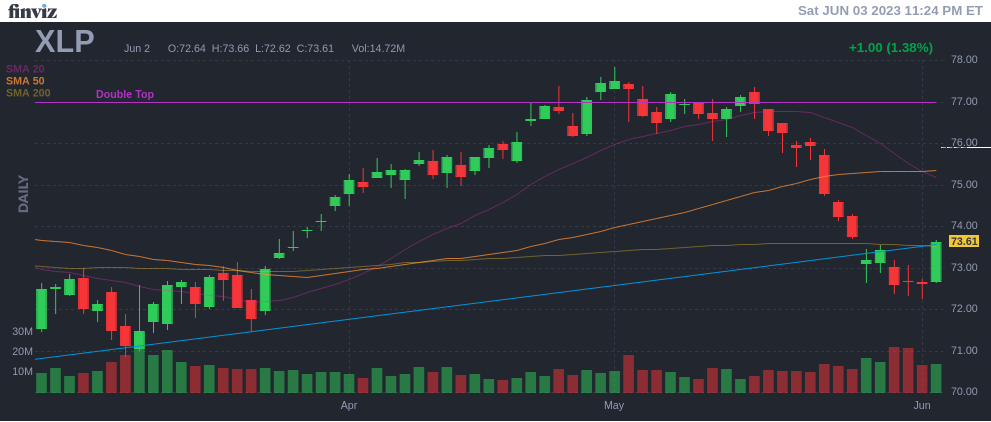 finviz
Sat JUN 03 2023 11:24 PM ET
XLP
Jun 2 O:72.64 H:73.66 L:72.62 C:73.61 Vol:14.72M
+1.00 (1.38%)
SMA 20
SMA 50
SMA 200
Double Top
DAILY
78.00
77.00
76.00
75.00
74.00
73.61
73.00
72.00
71.00
70.00
30M
20M
10M
Apr
May
Jun